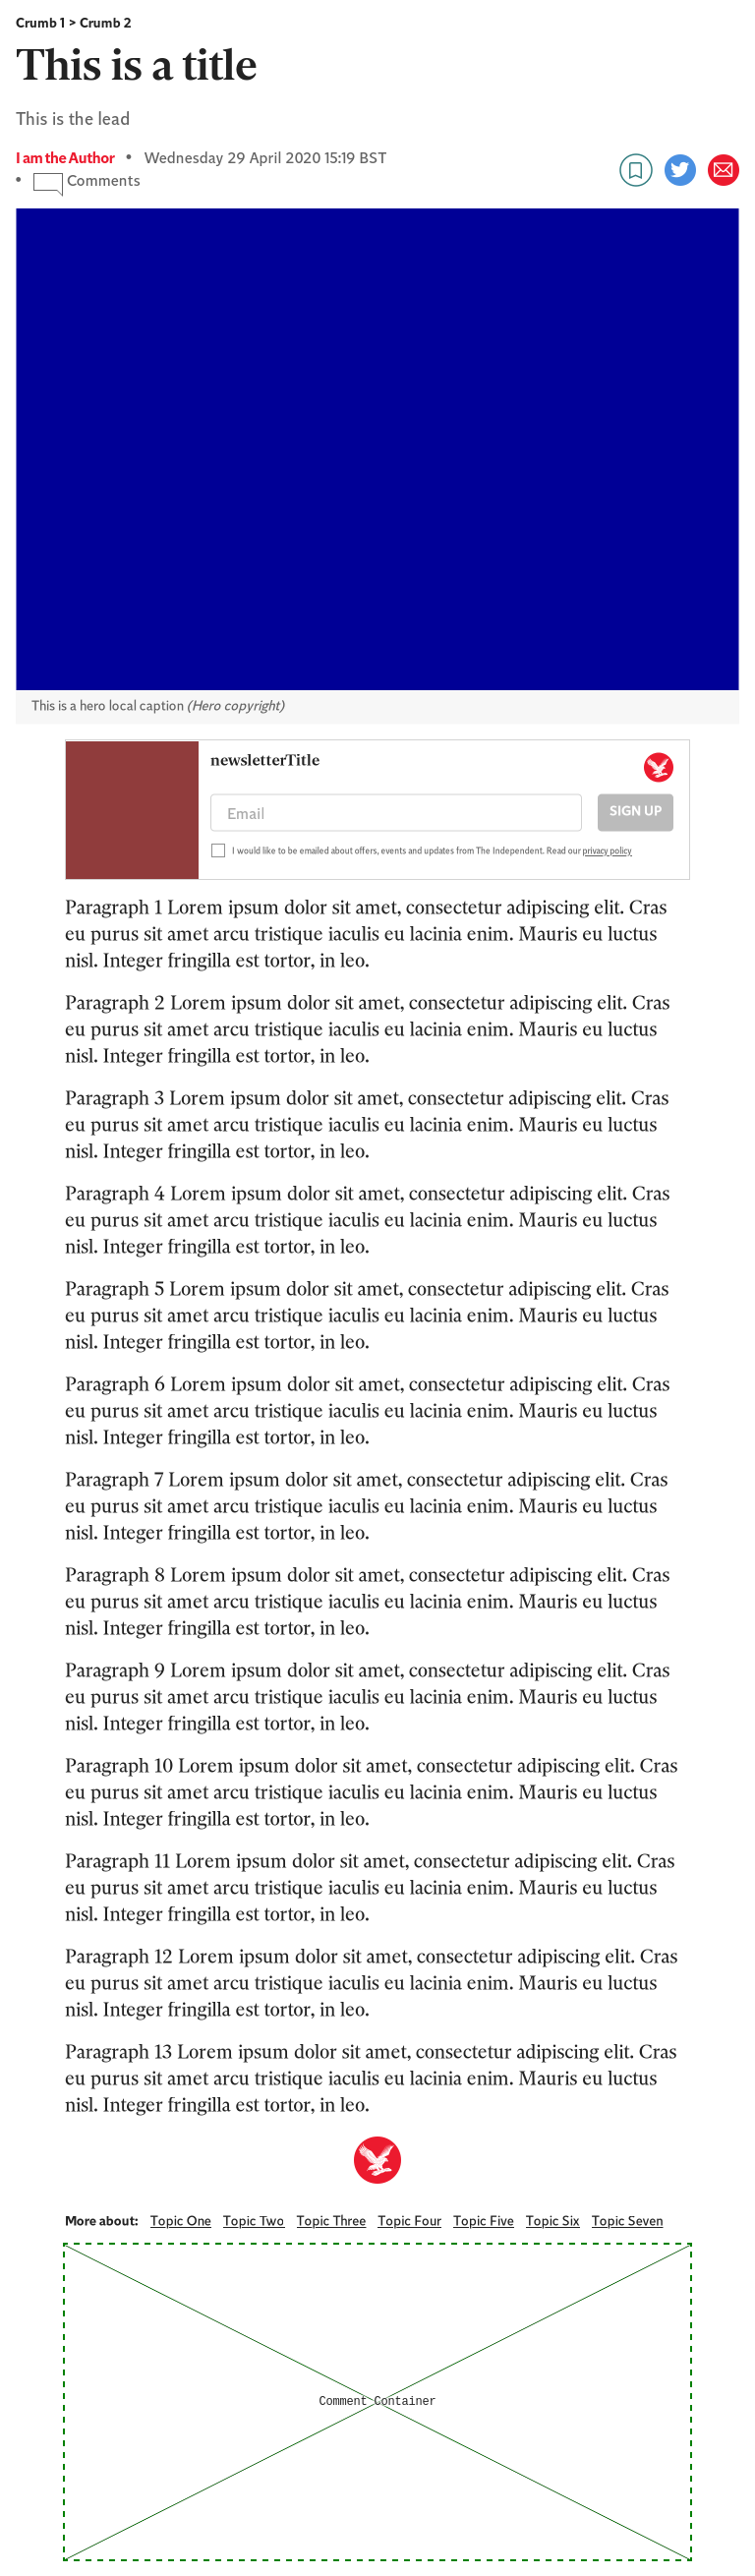 Crumb 1 > Crumb 2
This is a title
This is the lead
I am the Author • Wednesday 29 April 2020 15:19 BST
• Comments
This is a hero local caption (Hero copyright)
newsletterTitle
Email
SIGN UP
I would like to be emailed about offers, events and updates from The Independent. Read our privacy policy
Paragraph 1 Lorem ipsum dolor sit amet, consectetur adipiscing elit. Cras
eu purus sit amet arcu tristique iaculis eu lacinia enim. Mauris eu luctus
nisl. Integer fringilla est tortor, in leo.
Paragraph 2 Lorem ipsum dolor sit amet, consectetur adipiscing elit. Cras
eu purus sit amet arcu tristique iaculis eu lacinia enim. Mauris eu luctus
nisl. Integer fringilla est tortor, in leo.
Paragraph 3 Lorem ipsum dolor sit amet, consectetur adipiscing elit. Cras
eu purus sit amet arcu tristique iaculis eu lacinia enim. Mauris eu luctus
nisl. Integer fringilla est tortor, in leo.
Paragraph 4 Lorem ipsum dolor sit amet, consectetur adipiscing elit. Cras
eu purus sit amet arcu tristique iaculis eu lacinia enim. Mauris eu luctus
nisl. Integer fringilla est tortor, in leo.
Paragraph 5 Lorem ipsum dolor sit amet, consectetur adipiscing elit. Cras
eu purus sit amet arcu tristique iaculis eu lacinia enim. Mauris eu luctus
nisl. Integer fringilla est tortor, in leo.
Paragraph 6 Lorem ipsum dolor sit amet, consectetur adipiscing elit. Cras
eu purus sit amet arcu tristique iaculis eu lacinia enim. Mauris eu luctus
nisl. Integer fringilla est tortor, in leo.
Paragraph 7 Lorem ipsum dolor sit amet, consectetur adipiscing elit. Cras
eu purus sit amet arcu tristique iaculis eu lacinia enim. Mauris eu luctus
nisl. Integer fringilla est tortor, in leo.
Paragraph 8 Lorem ipsum dolor sit amet, consectetur adipiscing elit. Cras
eu purus sit amet arcu tristique iaculis eu lacinia enim. Mauris eu luctus
nisl. Integer fringilla est tortor, in leo.
Paragraph 9 Lorem ipsum dolor sit amet, consectetur adipiscing elit. Cras
eu purus sit amet arcu tristique iaculis eu lacinia enim. Mauris eu luctus
nisl. Integer fringilla est tortor, in leo.
Paragraph 10 Lorem ipsum dolor sit amet, consectetur adipiscing elit. Cras
eu purus sit amet arcu tristique iaculis eu lacinia enim. Mauris eu luctus
nisl. Integer fringilla est tortor, in leo.
Paragraph 11 Lorem ipsum dolor sit amet, consectetur adipiscing elit. Cras
eu purus sit amet arcu tristique iaculis eu lacinia enim. Mauris eu luctus
nisl. Integer fringilla est tortor, in leo.
Paragraph 12 Lorem ipsum dolor sit amet, consectetur adipiscing elit. Cras
eu purus sit amet arcu tristique iaculis eu lacinia enim. Mauris eu luctus
nisl. Integer fringilla est tortor, in leo.
Paragraph 13 Lorem ipsum dolor sit amet, consectetur adipiscing elit. Cras
eu purus sit amet arcu tristique iaculis eu lacinia enim. Mauris eu luctus
nisl. Integer fringilla est tortor, in leo.
More about: Topic One Topic Two Topic Three Topic Four Topic Five Topic Six Topic Seven
Comment Container